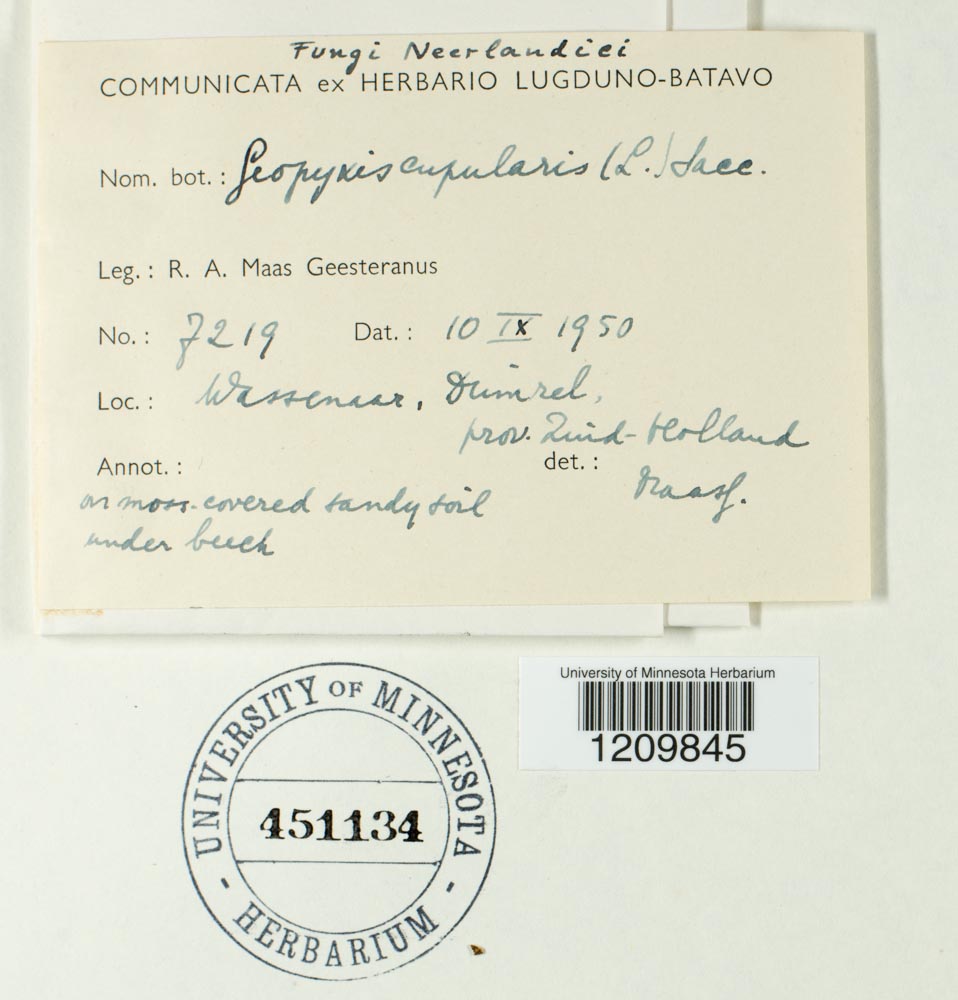 Fungi Neerlandici
COMMUNICATA ex HERBARIO LUGDUNO-BATAVO
Nom. bot.: Geopyxis cupularis (L.) Sacc.
Leg.: R. A. Maas Geesteranus
No.: 7219 Dat.: 10 IX 1950
Loc.: Wassenaar, Duinrel,
prov. Zuid-Holland
Annot.: det.:
on moss-covered sandy soil Maasg.
under beech
University of Minnesota Herbarium
1209845
UNIVERSITY OF MINNESOTA
451134
- HERBARIUM -